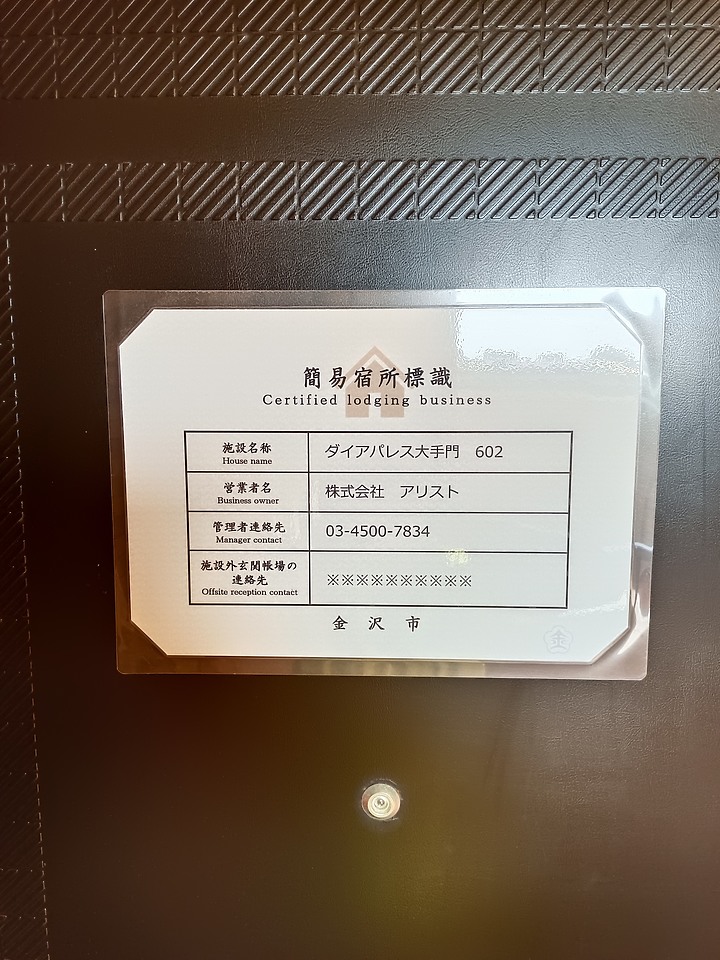 簡易宿所標識
Certified lodging business
施設名称
House name
ダイアパレス大手門　602
営業者名
Business owner
株式会社　アリスト
管理者連絡先
Manager contact
03-4500-7834
施設外玄関帳場の
連絡先
Offsite reception contact
※※※※※※※※※※
金　沢　市
金